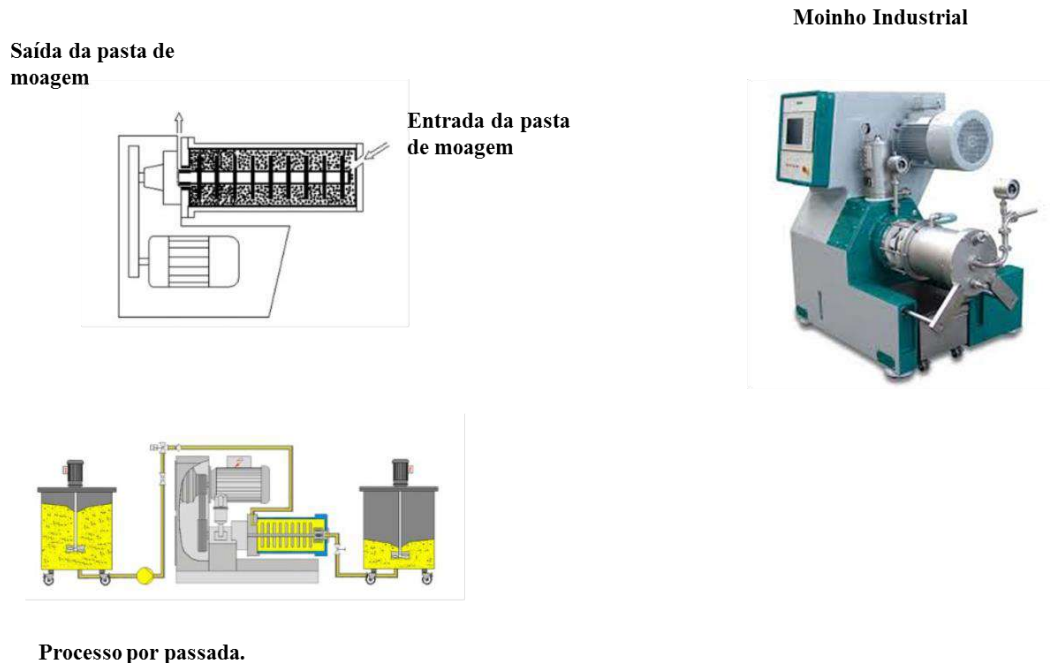 Moinho Industrial
Saída da pasta de
moagem
Entrada da pasta
de moagem
Processo por passada.